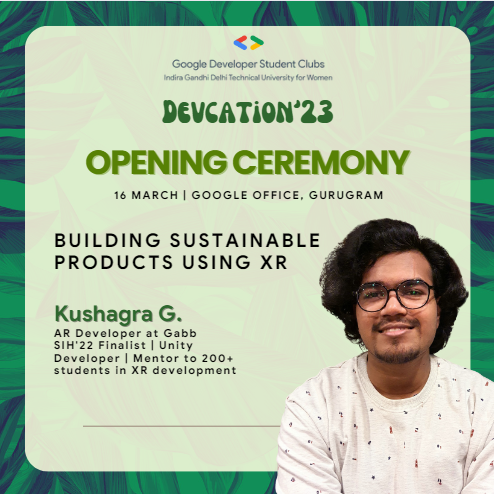 Google Developer Student Clubs
Indira Gandhi Delhi Technical University for Women
DEVCATION'23
OPENING CEREMONY
16 MARCH | GOOGLE OFFICE, GURUGRAM
BUILDING SUSTAINABLE
PRODUCTS USING XR
Kushagra G.
AR Developer at Gabb
SIH'22 Finalist | Unity
Developer | Mentor to 200+
students in XR development